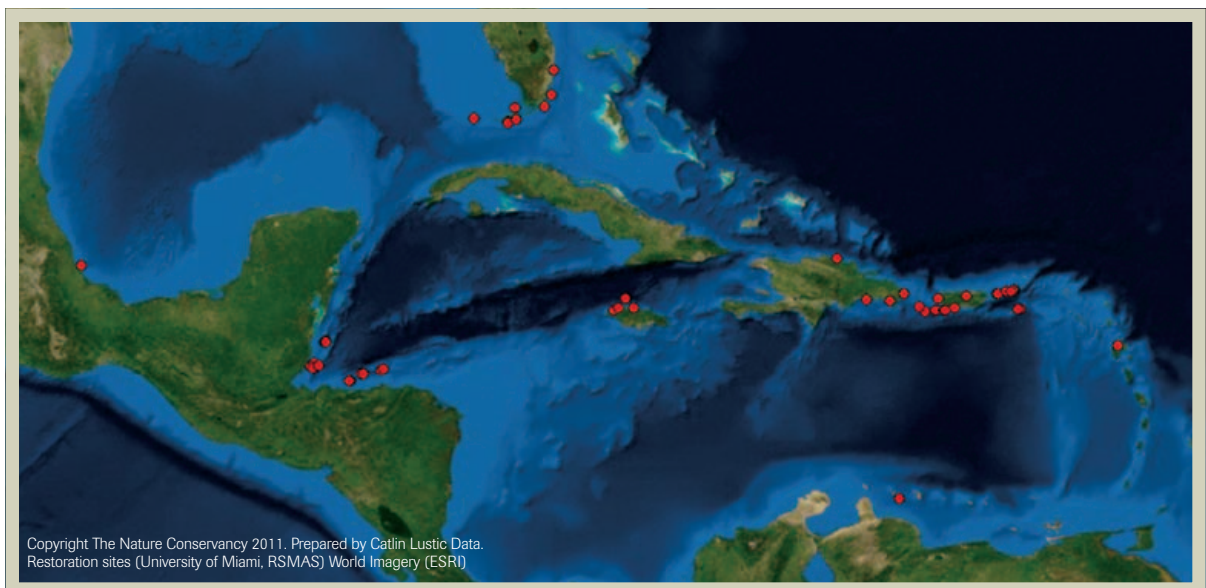 Copyright The Nature Conservancy 2011. Prepared by Catlin Lustic Data.
Restoration sites (University of Miami, RSMAS) World Imagery (ESRI)